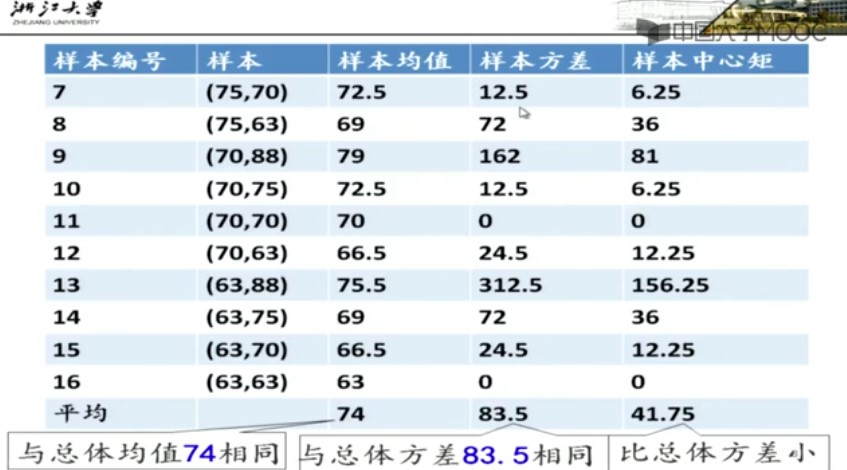 浙江大学
ZHEJIANG UNIVERSITY
中国大学MOOC
样本编号 样本 样本均值 样本方差 样本中心矩
7 (75,70) 72.5 12.5 6.25
8 (75,63) 69 72 36
9 (70,88) 79 162 81
10 (70,75) 72.5 12.5 6.25
11 (70,70) 70 0 0
12 (70,63) 66.5 24.5 12.25
13 (63,88) 75.5 312.5 156.25
14 (63,75) 69 72 36
15 (63,70) 66.5 24.5 12.25
16 (63,63) 63 0 0
平均 74 83.5 41.75
与总体均值74相同 与总体方差83.5相同 比总体方差小